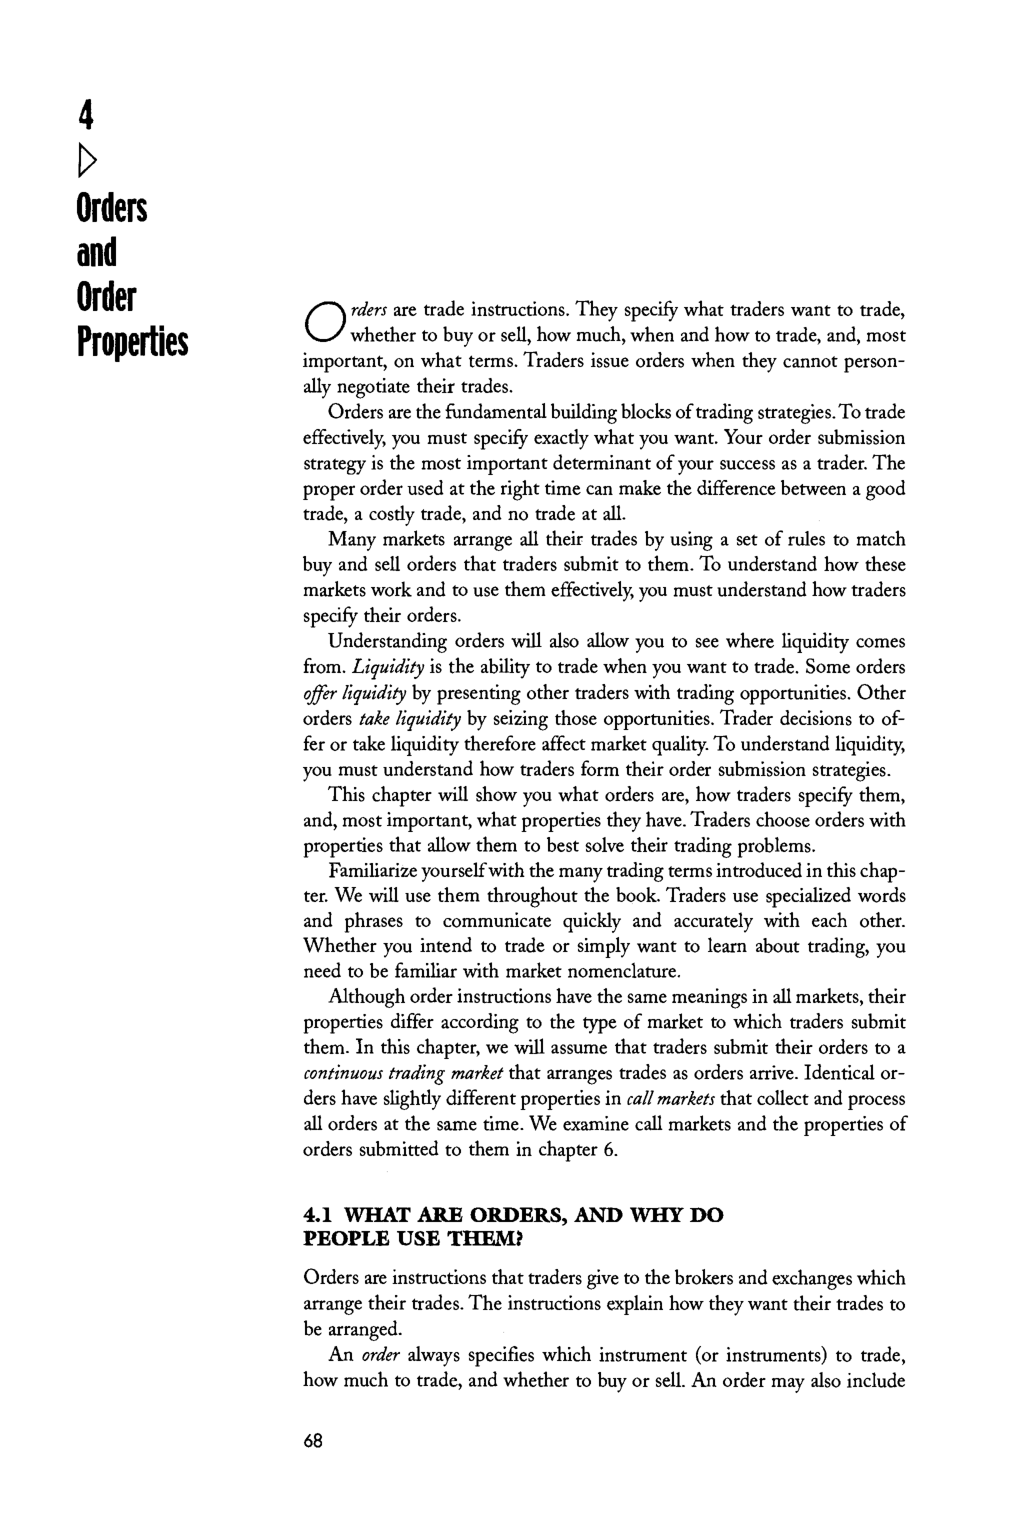 4
Orders
and
Order
Properties
Orders are trade instructions. They specify what traders want to trade,
whether to buy or sell, how much, when and how to trade, and, most
important, on what terms. Traders issue orders when they cannot person-
ally negotiate their trades.
Orders are the fundamental building blocks of trading strategies. To trade
effectively, you must specify exactly what you want. Your order submission
strategy is the most important determinant of your success as a trader. The
proper order used at the right time can make the difference between a good
trade, a costly trade, and no trade at all.
Many markets arrange all their trades by using a set of rules to match
buy and sell orders that traders submit to them. To understand how these
markets work and to use them effectively, you must understand how traders
specify their orders.
Understanding orders will also allow you to see where liquidity comes
from. Liquidity is the ability to trade when you want to trade. Some orders
offer liquidity by presenting other traders with trading opportunities. Other
orders take liquidity by seizing those opportunities. Trader decisions to of-
fer or take liquidity therefore affect market quality. To understand liquidity,
you must understand how traders form their order submission strategies.
This chapter will show you what orders are, how traders specify them,
and, most important, what properties they have. Traders choose orders with
properties that allow them to best solve their trading problems.
Familiarize yourself with the many trading terms introduced in this chap-
ter. We will use them throughout the book. Traders use specialized words
and phrases to communicate quickly and accurately with each other.
Whether you intend to trade or simply want to learn about trading, you
need to be familiar with market nomenclature.
Although order instructions have the same meanings in all markets, their
properties differ according to the type of market to which traders submit
them. In this chapter, we will assume that traders submit their orders to a
continuous trading market that arranges trades as orders arrive. Identical or-
ders have slightly different properties in call markets that collect and process
all orders at the same time. We examine call markets and the properties of
orders submitted to them in chapter 6.
4.1 WHAT ARE ORDERS, AND WHY DO
PEOPLE USE THEM?
Orders are instructions that traders give to the brokers and exchanges which
arrange their trades. The instructions explain how they want their trades to
be arranged.
An order always specifies which instrument (or instruments) to trade,
how much to trade, and whether to buy or sell. An order may also include
68